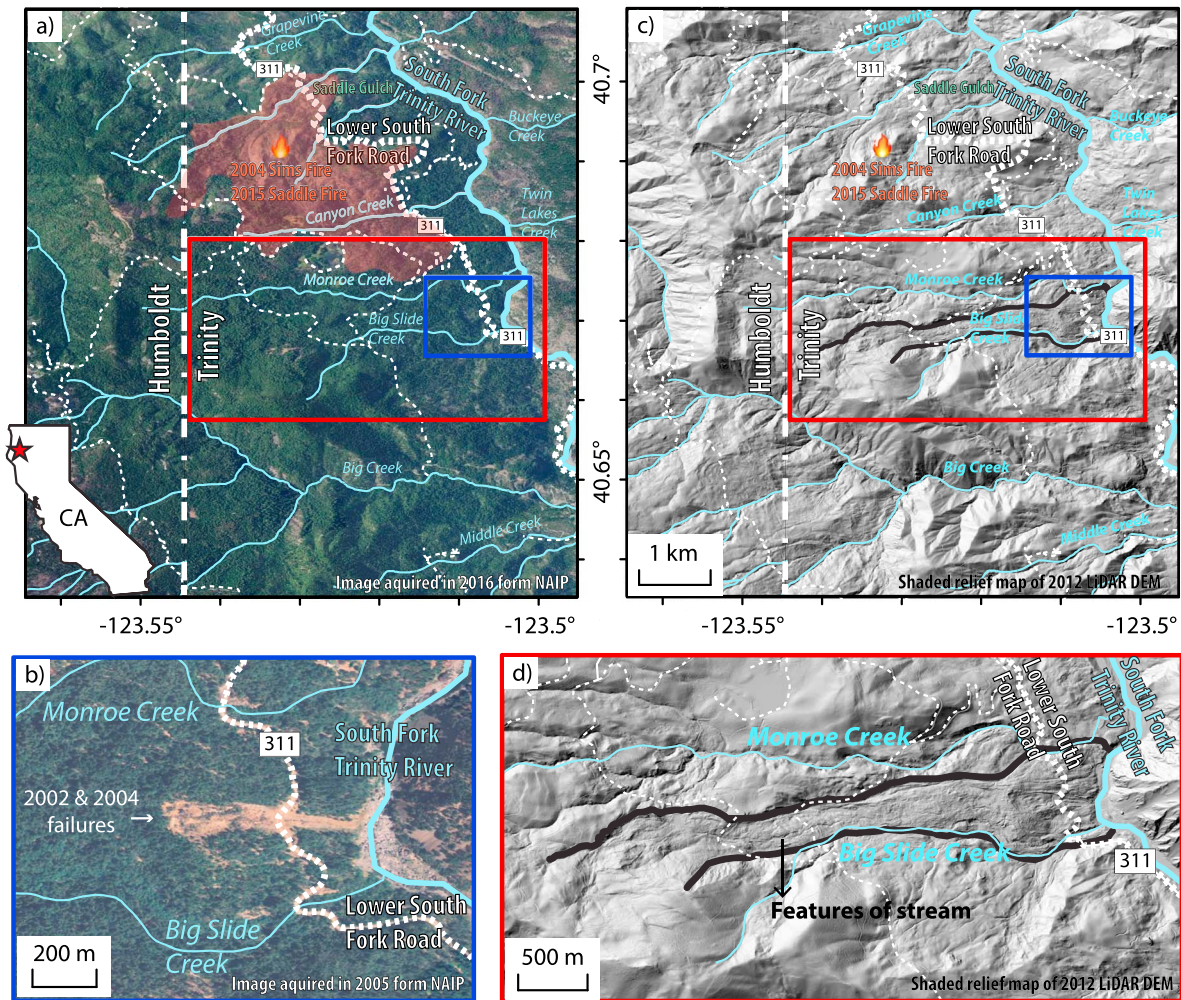 a)
Grapevine
Creek
311
Saddle Gulch
South Fork
Trinity River
Lower South
Fork Road
Buckeye
Creek
2004 Sims Fire
2015 Saddle Fire
Canyon Creek
Twin
Lakes
Creek
311
Monroe Creek
Big Slide
Creek
311
Humboldt
Trinity
Big Creek
Middle Creek
CA
Image aquired in 2016 form NAIP
-123.55°
-123.5°
40.7°
40.65°
c)
Grapevine
Creek
311
Saddle Gulch
South Fork
Trinity River
Lower South
Fork Road
Buckeye
Creek
2004 Sims Fire
2015 Saddle Fire
Canyon Creek
Twin
Lakes
Creek
311
Monroe Creek
Big Slide
Creek
311
Humboldt
Trinity
Big Creek
Middle Creek
1 km
Shaded relief map of 2012 LiDAR DEM
-123.55°
-123.5°
b)
Monroe Creek
311
South Fork
Trinity River
2002 & 2004
failures
Lower South
Fork Road
Big Slide
Creek
200 m
Image aquired in 2005 form NAIP
d)
Lower South
Fork Road
South Fork
Trinity River
Monroe Creek
Big Slide Creek
311
Features of stream
500 m
Shaded relief map of 2012 LiDAR DEM